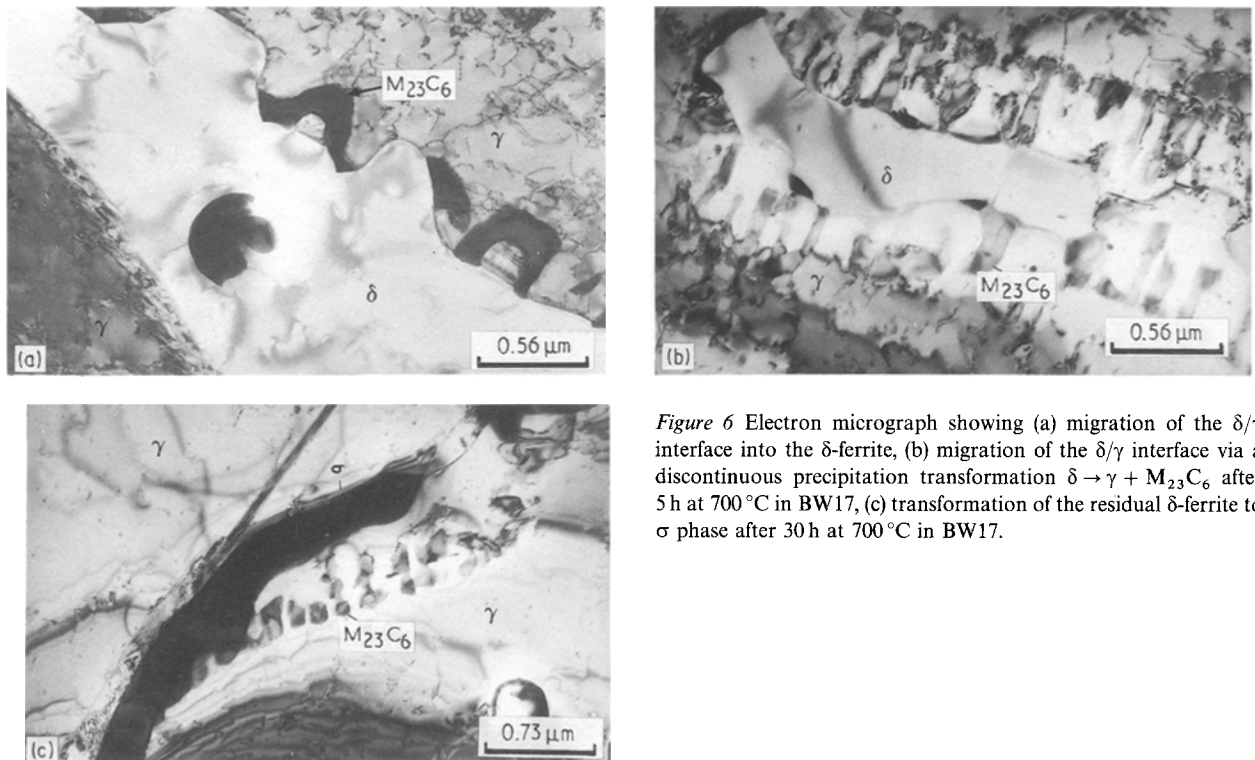 M23C6
γ
δ
γ
(a)
0.56 μm
δ
M23C6
γ
(b)
0.56 μm
γ
σ
γ
M23C6
(c)
0.73 μm
Figure 6 Electron micrograph showing (a) migration of the δ/γ
interface into the δ-ferrite, (b) migration of the δ/γ interface via a
discontinuous precipitation transformation δ → γ + M23C6 afte
5 h at 700 °C in BW17, (c) transformation of the residual δ-ferrite to
σ phase after 30 h at 700 °C in BW17.